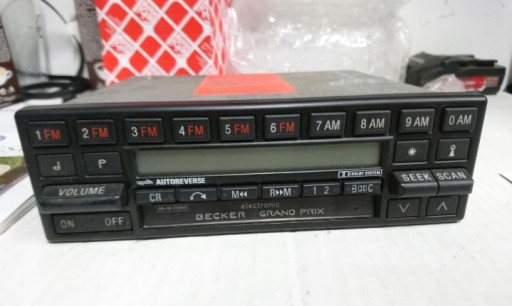 1 FM 2 FM 3 FM 4 FM 5 FM 6 FM 7 AM 8 AM 9 AM 0 AM
AUTOREVERSE DOLBY SYSTEM
VOLUME CR M R M 1 2 SEEK SCAN
electronic
ON OFF BECKER GRAND PRIX